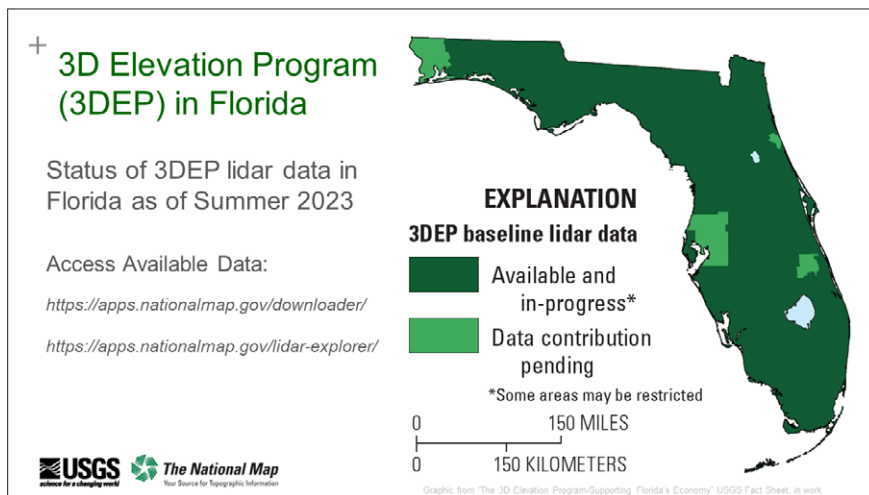 +
3D Elevation Program
(3DEP) in Florida
Status of 3DEP lidar data in
Florida as of Summer 2023
Access Available Data:
https://apps.nationalmap.gov/downloader/
https://apps.nationalmap.gov/lidar-explorer/
EXPLANATION
3DEP baseline lidar data
Available and
in-progress*
Data contribution
pending
*Some areas may be restricted
0 150 MILES
0 150 KILOMETERS
USGS
science for a changing world
The National Map
Your Source for Topographic Information
Graphic from "The 3D Elevation Program-Supporting Florida's Economy" USGS Fact Sheet, in work